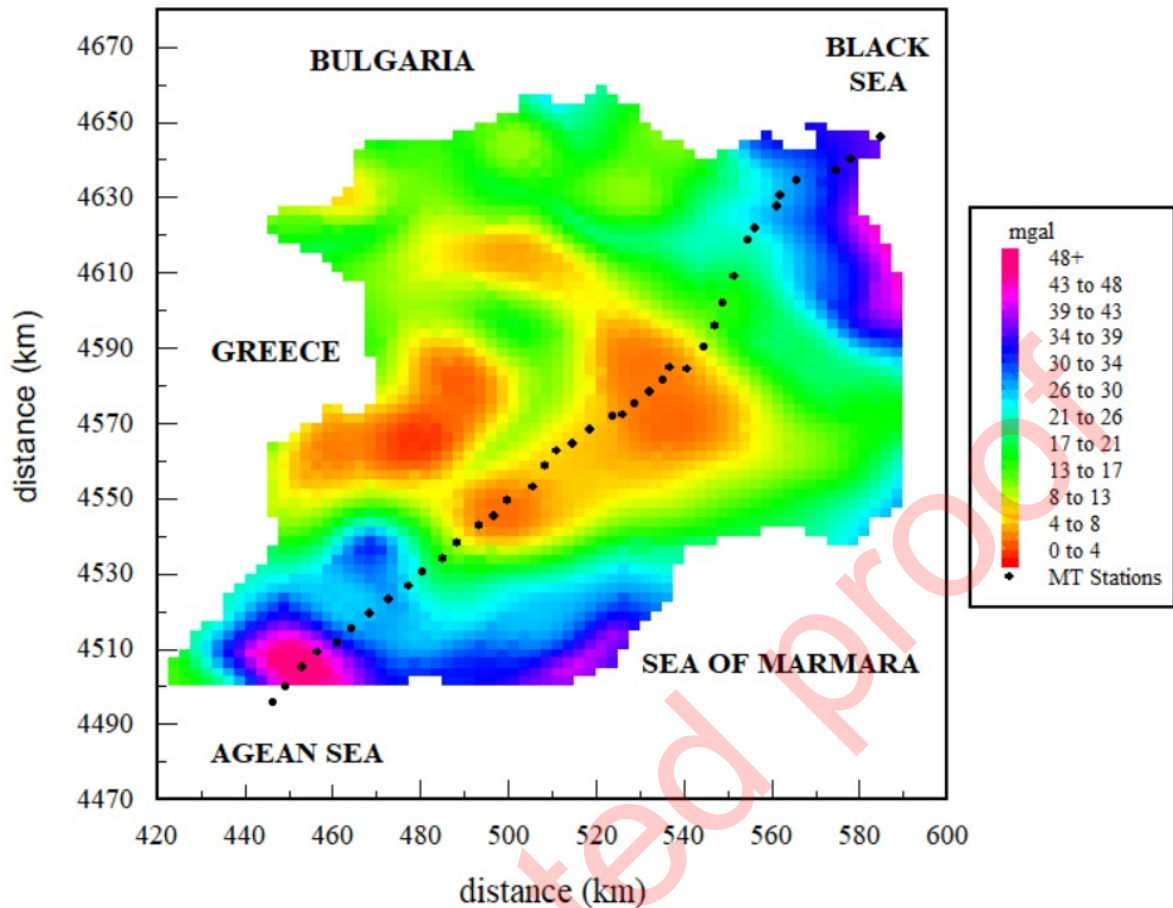 4670
4650
4630
4610
4590
4570
4550
4530
4510
4490
4470
distance (km)
BULGARIA
BLACK
SEA
GREECE
SEA OF MARMARA
AGEAN SEA
420 440 460 480 500 520 540 560 580 600
distance (km)
mgal
48+
43 to 48
39 to 43
34 to 39
30 to 34
26 to 30
21 to 26
17 to 21
13 to 17
8 to 13
4 to 8
0 to 4
MT Stations
ted proof